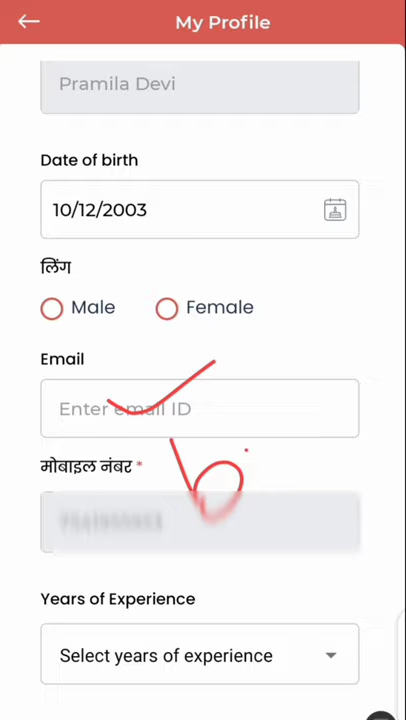 My Profile
Pramila Devi
Date of birth
10/12/2003
लिंग
Male Female
Email
Enter email ID
मोबाइल नंबर *
Years of Experience
Select years of experience